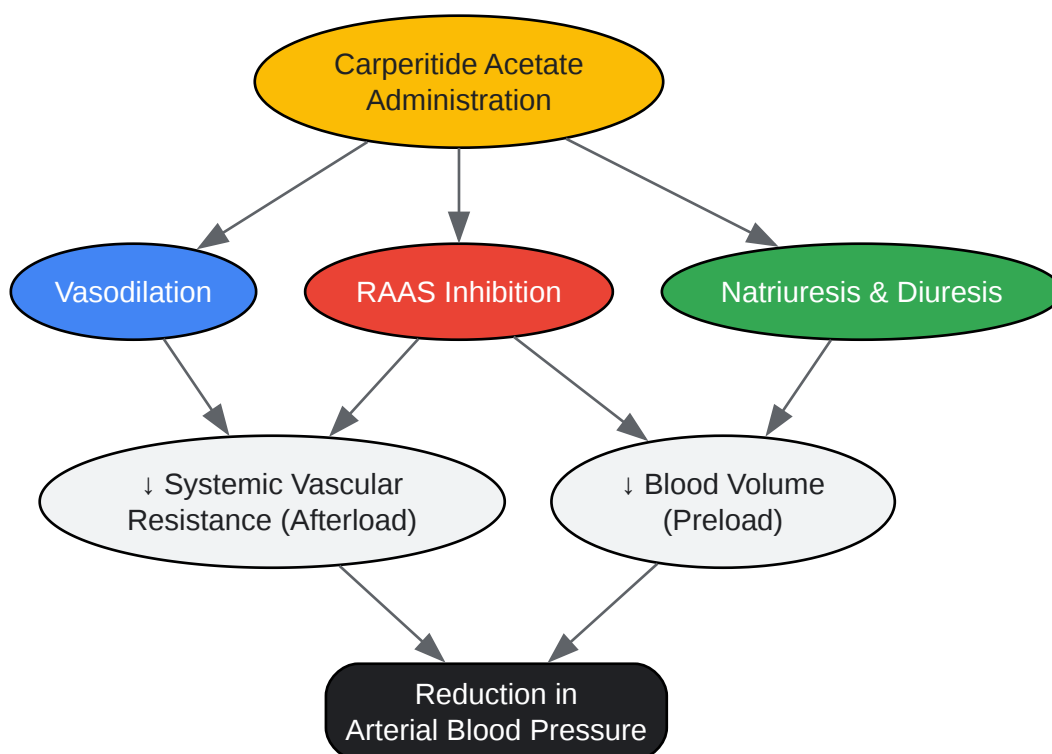 Carperitide Acetate
Administration
Vasodilation
RAAS Inhibition
Natriuresis & Diuresis
↓ Systemic Vascular
Resistance (Afterload)
↓ Blood Volume
(Preload)
Reduction in
Arterial Blood Pressure